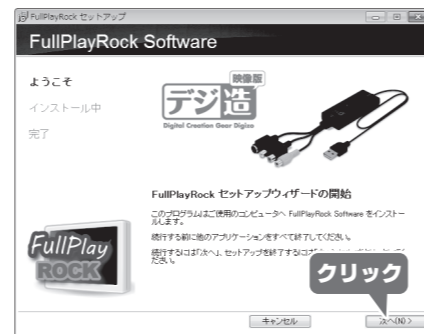 FullPlayRock セットアップ
FullPlayRock Software
ようこそ
インストール中
完了
映像版
デジ造
Digital Creation Gear Digizo
FullPlayRock セットアップウィザードの開始
このプログラムはご使用のコンピュータへ FullPlayRock Software をインストー
ルします。
続行する前に他のアプリケーションをすべて終了してください。
続行するには「次へ」、セットアップを終了するには
ださい。
FullPlay
ROCK
クリック
キャンセル
次へ(N) >